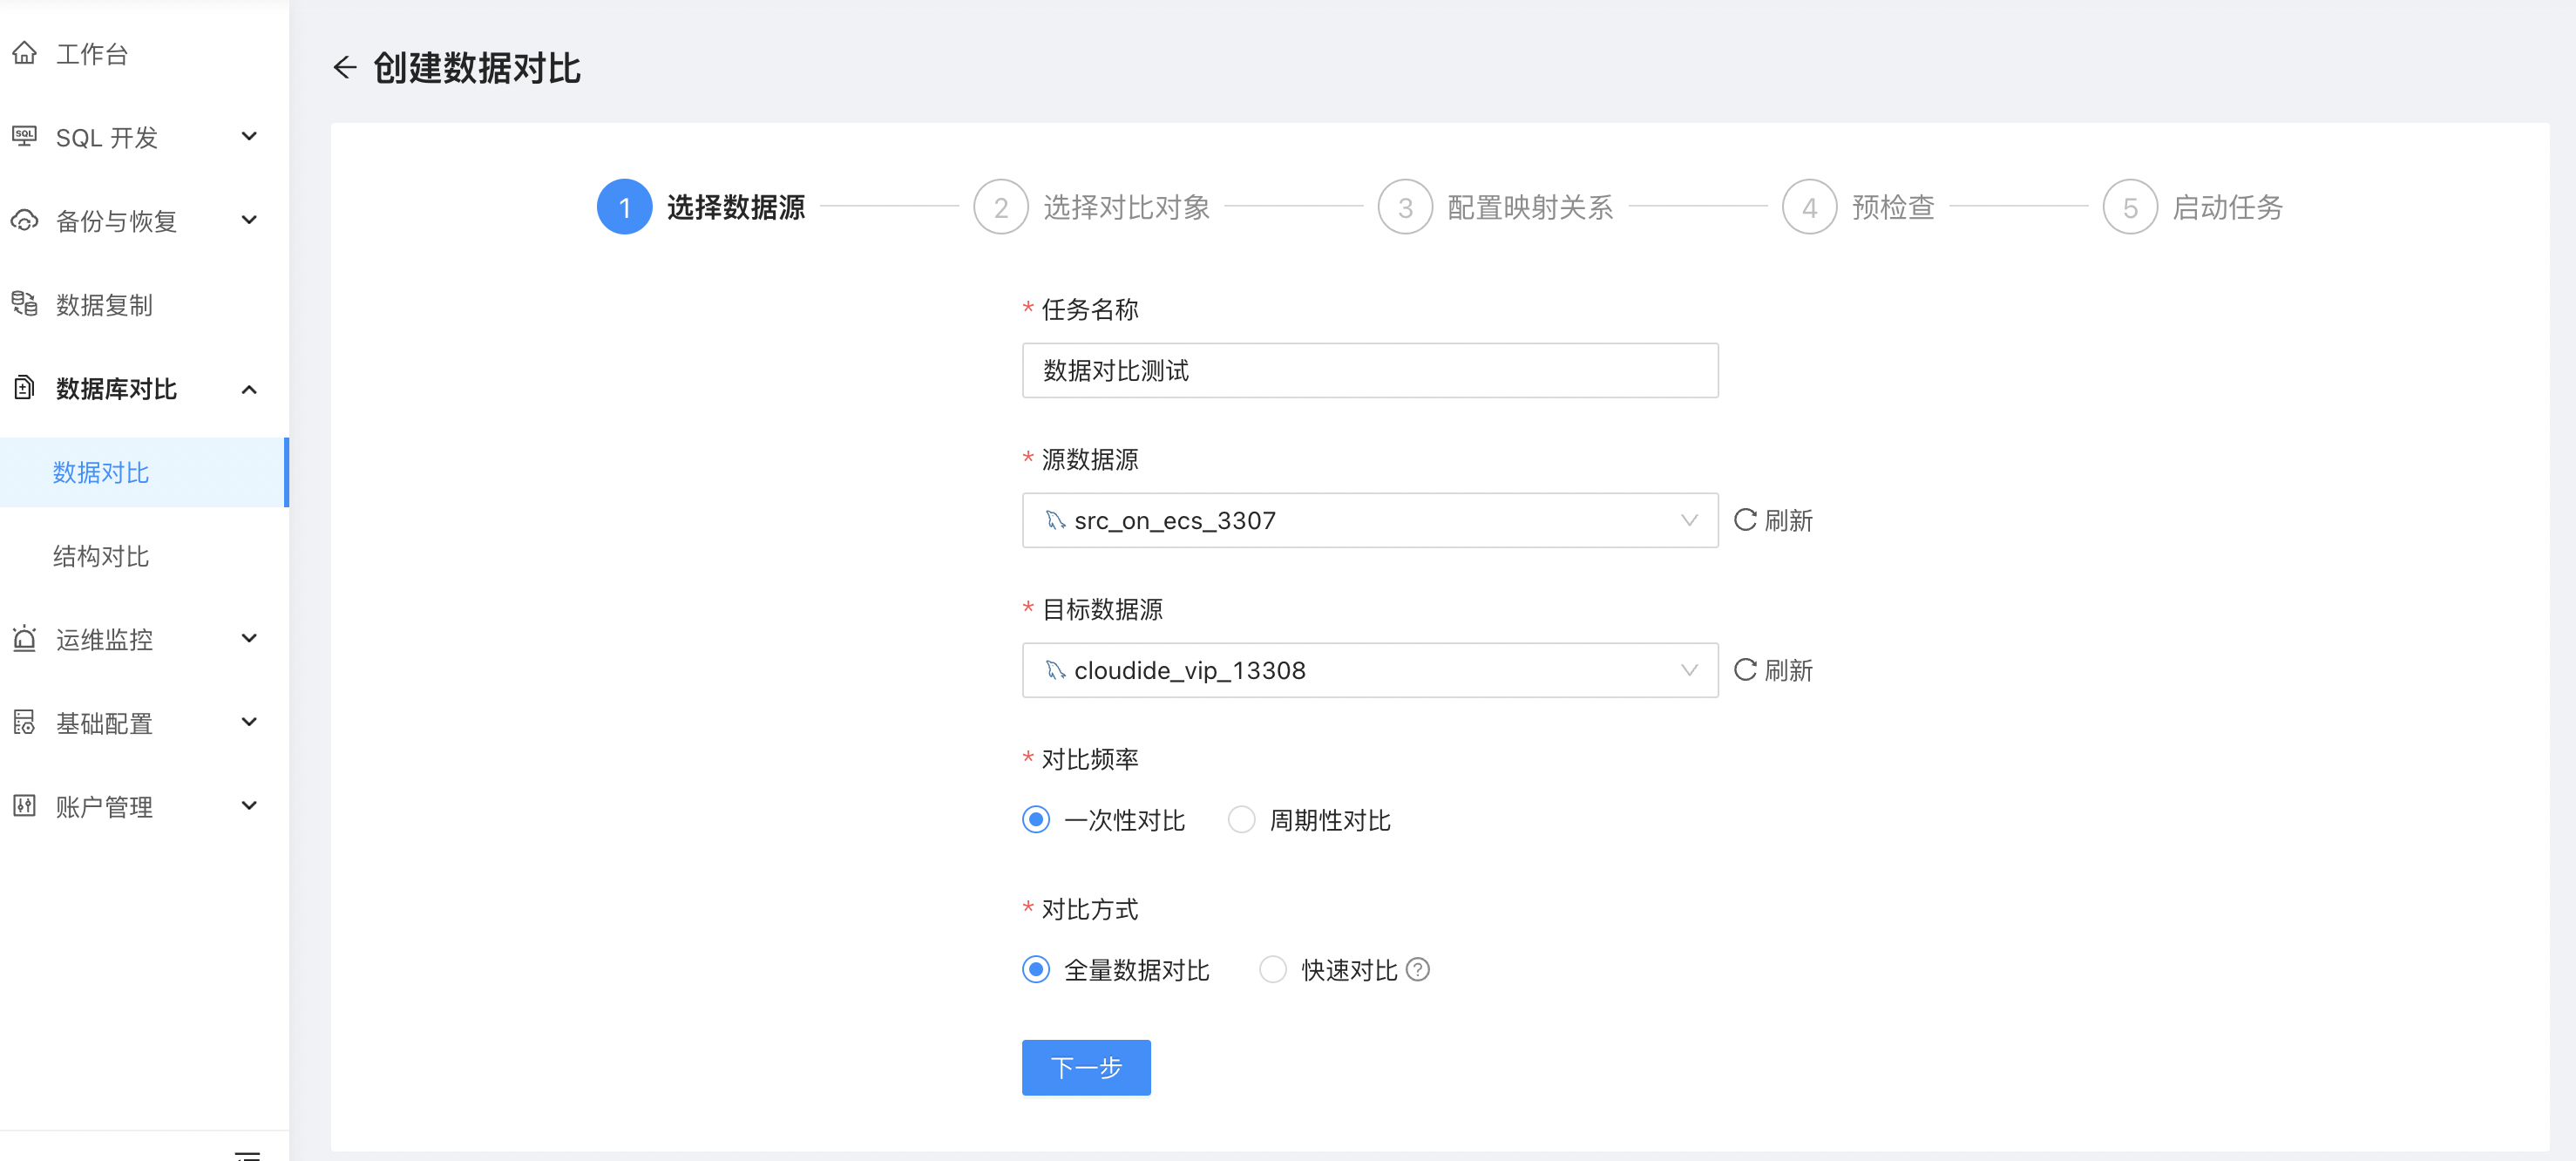 工作台
SQL 开发
备份与恢复
数据复制
数据库对比
数据对比
结构对比
运维监控
基础配置
账户管理
创建数据对比
1 选择数据源 2 选择对比对象 3 配置映射关系 4 预检查 5 启动任务
* 任务名称
数据对比测试
* 源数据源
src_on_ecs_3307 刷新
* 目标数据源
cloudide_vip_13308 刷新
* 对比频率
一次性对比 周期性对比
* 对比方式
全量数据对比 快速对比 ?
下一步